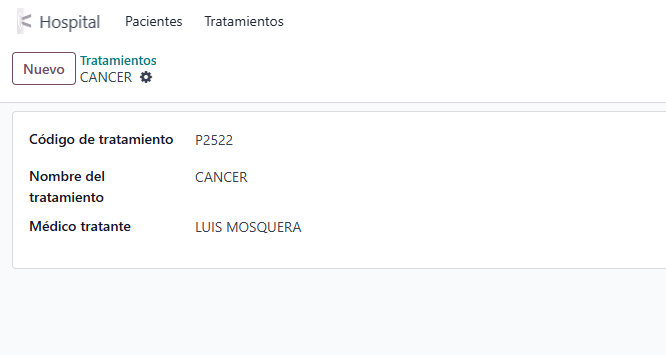 Hospital Pacientes Tratamientos
Nuevo
Tratamientos
CANCER
Código de tratamiento P2522
Nombre del
tratamiento CANCER
Médico tratante LUIS MOSQUERA